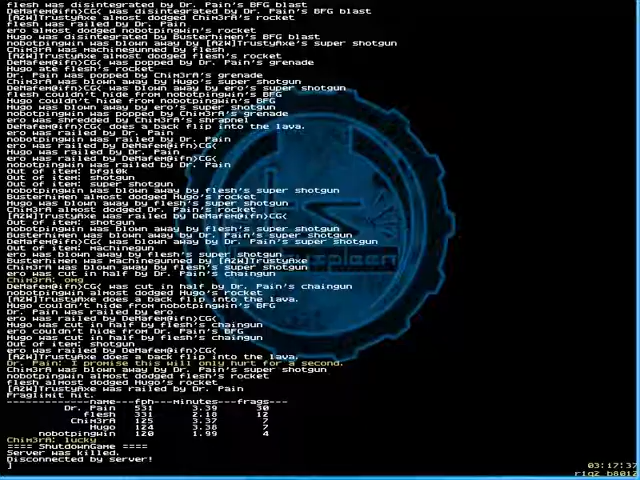 flesh was disintegrated by Dr. Pain's BFG blast
DeMafem@ifn>CG( was disintegrated by Dr. Pain's BFG blast
[AZW]TrustyAxe almost dodged Chim3rA's rocket
flesh was railed by Dr. Pain
ero almost dodged nobotpingwin's rocket
Hugo was disintegrated by Busterhimen's BFG blast
nobotpingwin was blown away by [AZW]TrustyAxe's super shotgun
Chim3rA was machinegunned by flesh
[AZW]TrustyAxe almost dodged flesh's rocket
DeMafem@ifn>CG( was popped by Dr. Pain's grenade
Hugo ate flesh's rocket
Dr. Pain was popped by Chim3rA's grenade
Chim3rA was blown away by Hugo's super shotgun
DeMafem@ifn>CG( was blown away by ero's super shotgun
flesh couldn't hide from nobotpingwin's BFG
Hugo couldn't hide from nobotpingwin's BFG
Hugo was blown away by ero's super shotgun
nobotpingwin was popped by Chim3rA's grenade
ero was shredded by Chim3rA's shrapnel
DeMafem@ifn>CG( does a back flip into the lava.
ero was railed by Dr. Pain
nobotpingwin was railed by Dr. Pain
ero was railed by DeMafem@ifn>CG(
Hugo was railed by Dr. Pain
ero was railed by DeMafem@ifn>CG(
nobotpingwin was railed by Dr. Pain
Out of item: bfg10k
Out of item: shotgun
Out of item: super shotgun
nobotpingwin was blown away by flesh's super shotgun
Busterhimen almost dodged Hugo's rocket
Hugo was blown away by flesh's super shotgun
Chim3rA almost dodged Dr. Pain's rocket
[AZW]TrustyAxe was railed by DeMafem@ifn>CG(
Out of item: shotgun
nobotpingwin was blown away by flesh's super shotgun
Busterhimen was blown away by Dr. Pain's super shotgun
DeMafem@ifn>CG( was blown away by Dr. Pain's super shotgun
Out of item: machinegun
ero was blown away by flesh's super shotgun
Busterhimen was machinegunned by [AZW]TrustyAxe
Chim3rA was blown away by flesh's super shotgun
ero was cut in half by Dr. Pain's chaingun
Chim3rA: omg
DeMafem@ifn>CG( was cut in half by Dr. Pain's chaingun
nobotpingwin almost dodged Hugo's rocket
[AZW]TrustyAxe does a back flip into the lava.
Hugo couldn't hide from nobotpingwin's BFG
Dr. Pain was railed by ero
ero was railed by DeMafem@ifn>CG(
Hugo was cut in half by flesh's chaingun
ero couldn't hide from Dr. Pain's BFG
Hugo was cut in half by flesh's chaingun
Out of item: shotgun
ero was railed by DeMafem@ifn>CG(
[AZW]TrustyAxe does a back flip into the lava.
Dr. Pain: I promise this will only hurt for a second.
Chim3rA was blown away by Dr. Pain's super shotgun
nobotpingwin almost dodged flesh's rocket
flesh almost dodged Hugo's rocket
[AZW]TrustyAxe was railed by Dr. Pain
Fraglimit hit.
---------------name---fph---minutes---frags---
Dr. Pain 531 3.39 30
flesh 331 2.18 12
Chim3rA 125 3.37 7
Hugo 124 3.38 7
nobotpingwin 120 1.99 4
Chim3rA: lucky
==== ShutdownGame ====
Server was killed.
Disconnected by server!
]
03:17:37
r1q2 b8012